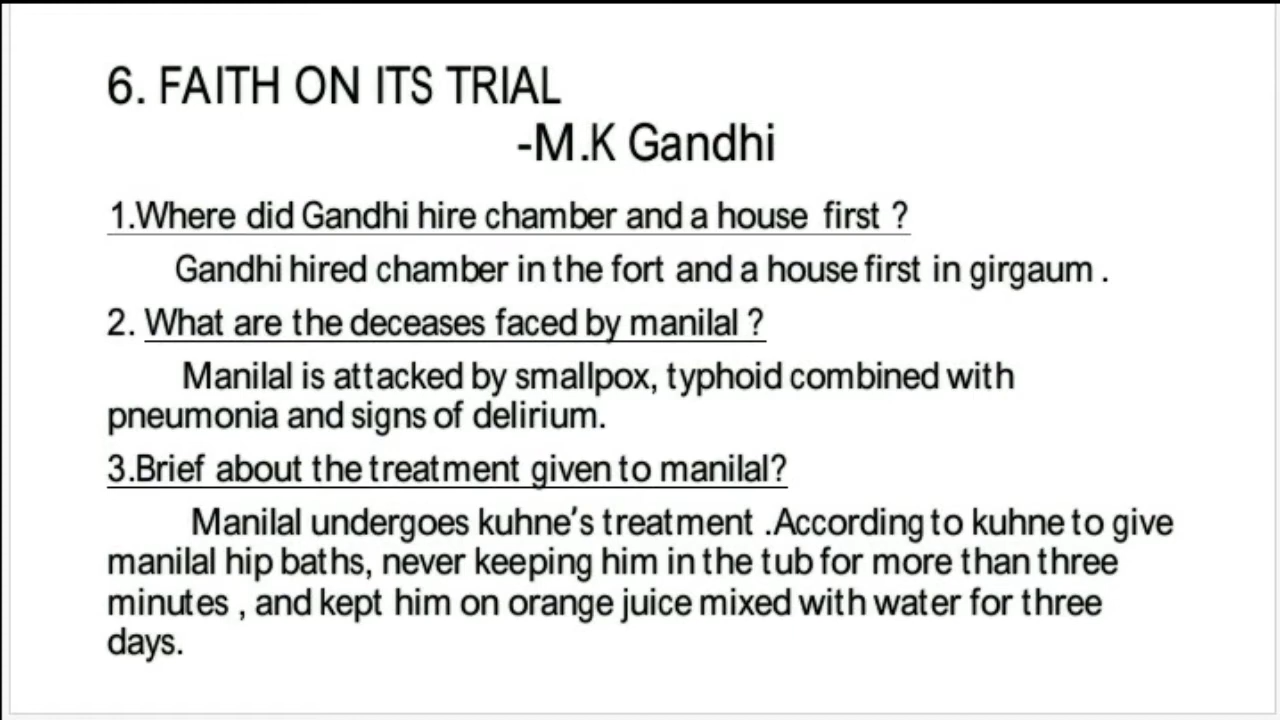 6. FAITH ON ITS TRIAL
-M.K Gandhi
1.Where did Gandhi hire chamber and a house first ?
Gandhi hired chamber in the fort and a house first in girgaum .
2. What are the deceases faced by manilal ?
Manilal is attacked by smallpox, typhoid combined with
pneumonia and signs of delirium.
3.Brief about the treatment given to manilal?
Manilal undergoes kuhne's treatment .According to kuhne to give
manilal hip baths, never keeping him in the tub for more than three
minutes , and kept him on orange juice mixed with water for three
days.